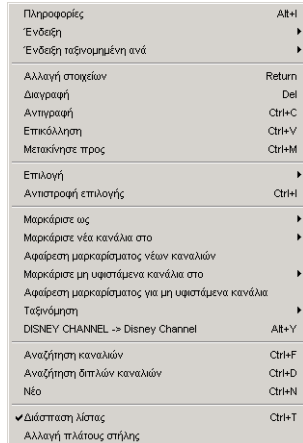 Πληροφορίες Alt+I
Ένδειξη
Ένδειξη ταξινομημένη ανά
Αλλαγή στοιχείων Return
Διαγραφή Del
Αντιγραφή Ctrl+C
Επικόλληση Ctrl+V
Μετακίνησε προς Ctrl+M
Επιλογή
Αντιστροφή επιλογής Ctrl+I
Μαρκάρισε ως
Μαρκάρισε νέα κανάλια στο
Αφαίρεση μαρκαρίσματος νέων καναλιών
Μαρκάρισε μη υφιστάμενα κανάλια στο
Αφαίρεση μαρκαρίσματος για μη υφιστάμενα κανάλια
Ταξινόμηση
DISNEY CHANNEL -> Disney Channel Alt+Y
Αναζήτηση καναλιών Ctrl+F
Αναζήτηση διπλών καναλιών Ctrl+D
Νέο Ctrl+N
Διάσπαση λίστας Ctrl+T
Αλλαγή πλάτους στήλης